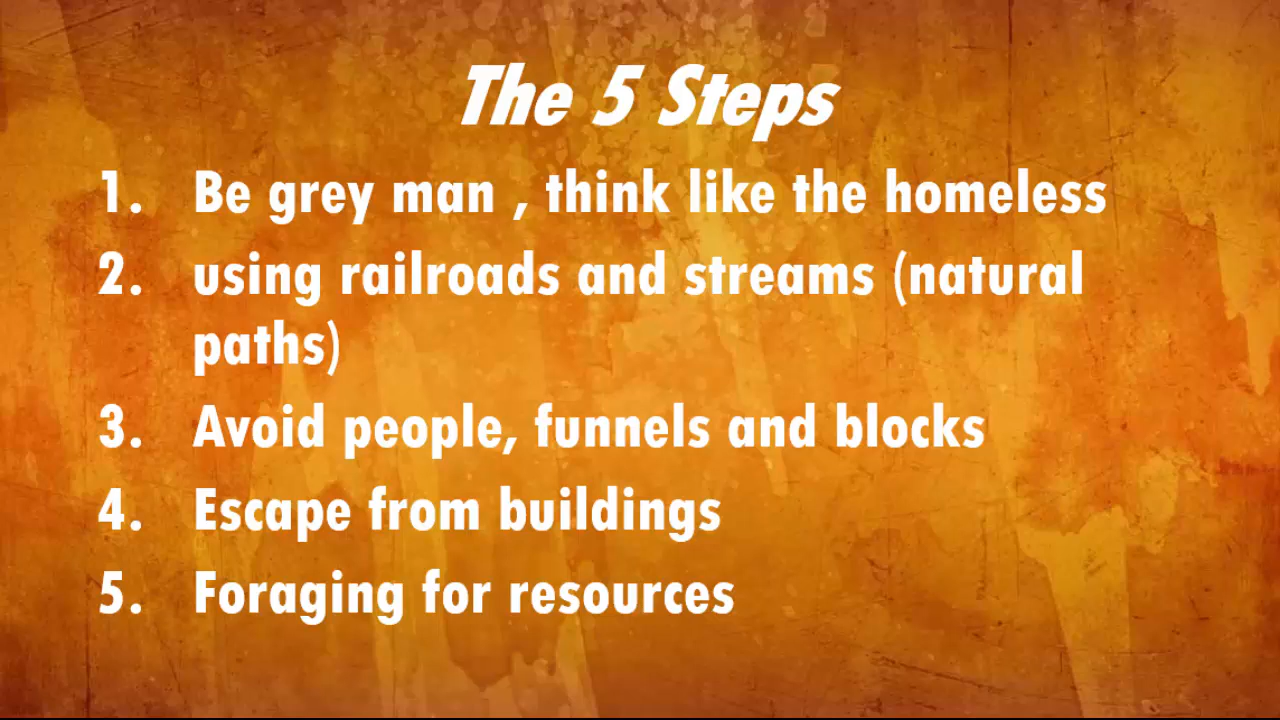 The 5 Steps
1. Be grey man , think like the homeless
2. using railroads and streams (natural
paths)
3. Avoid people, funnels and blocks
4. Escape from buildings
5. Foraging for resources